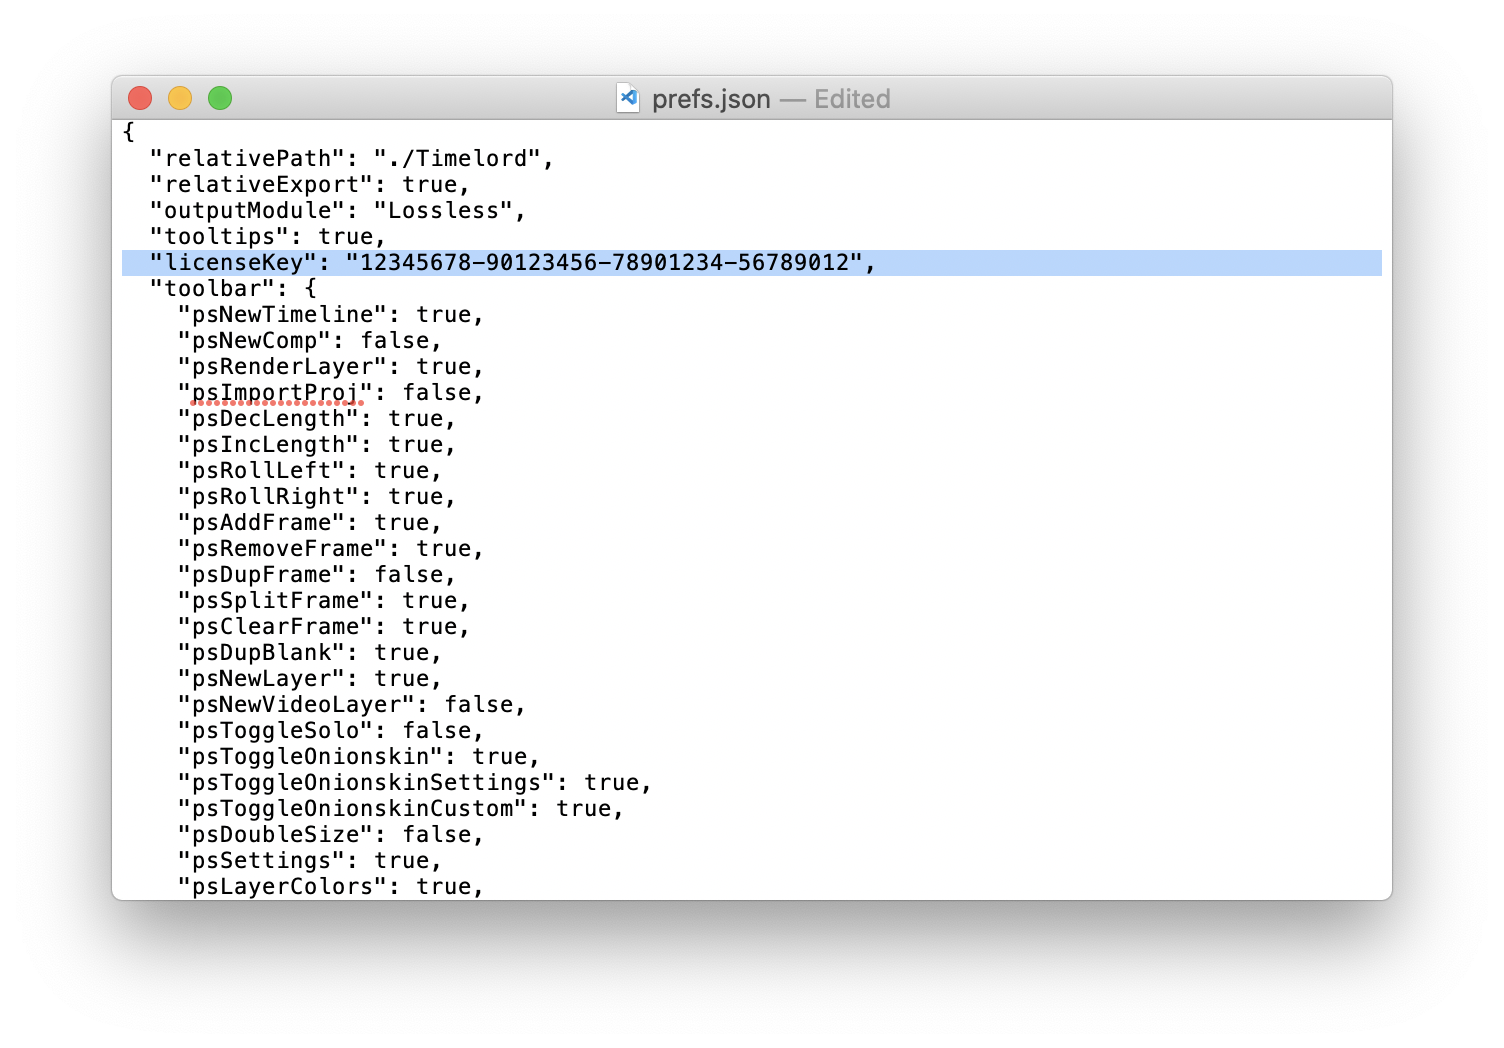 prefs.json — Edited
{
  "relativePath": "./Timelord",
  "relativeExport": true,
  "outputModule": "Lossless",
  "tooltips": true,
  "licenseKey": "12345678-90123456-78901234-56789012",
  "toolbar": {
    "psNewTimeline": true,
    "psNewComp": false,
    "psRenderLayer": true,
    "psImportProj": false,
    "psDecLength": true,
    "psIncLength": true,
    "psRollLeft": true,
    "psRollRight": true,
    "psAddFrame": true,
    "psRemoveFrame": true,
    "psDupFrame": false,
    "psSplitFrame": true,
    "psClearFrame": true,
    "psDupBlank": true,
    "psNewLayer": true,
    "psNewVideoLayer": false,
    "psToggleSolo": false,
    "psToggleOnionskin": true,
    "psToggleOnionskinSettings": true,
    "psToggleOnionskinCustom": true,
    "psDoubleSize": false,
    "psSettings": true,
    "psLayerColors": true,